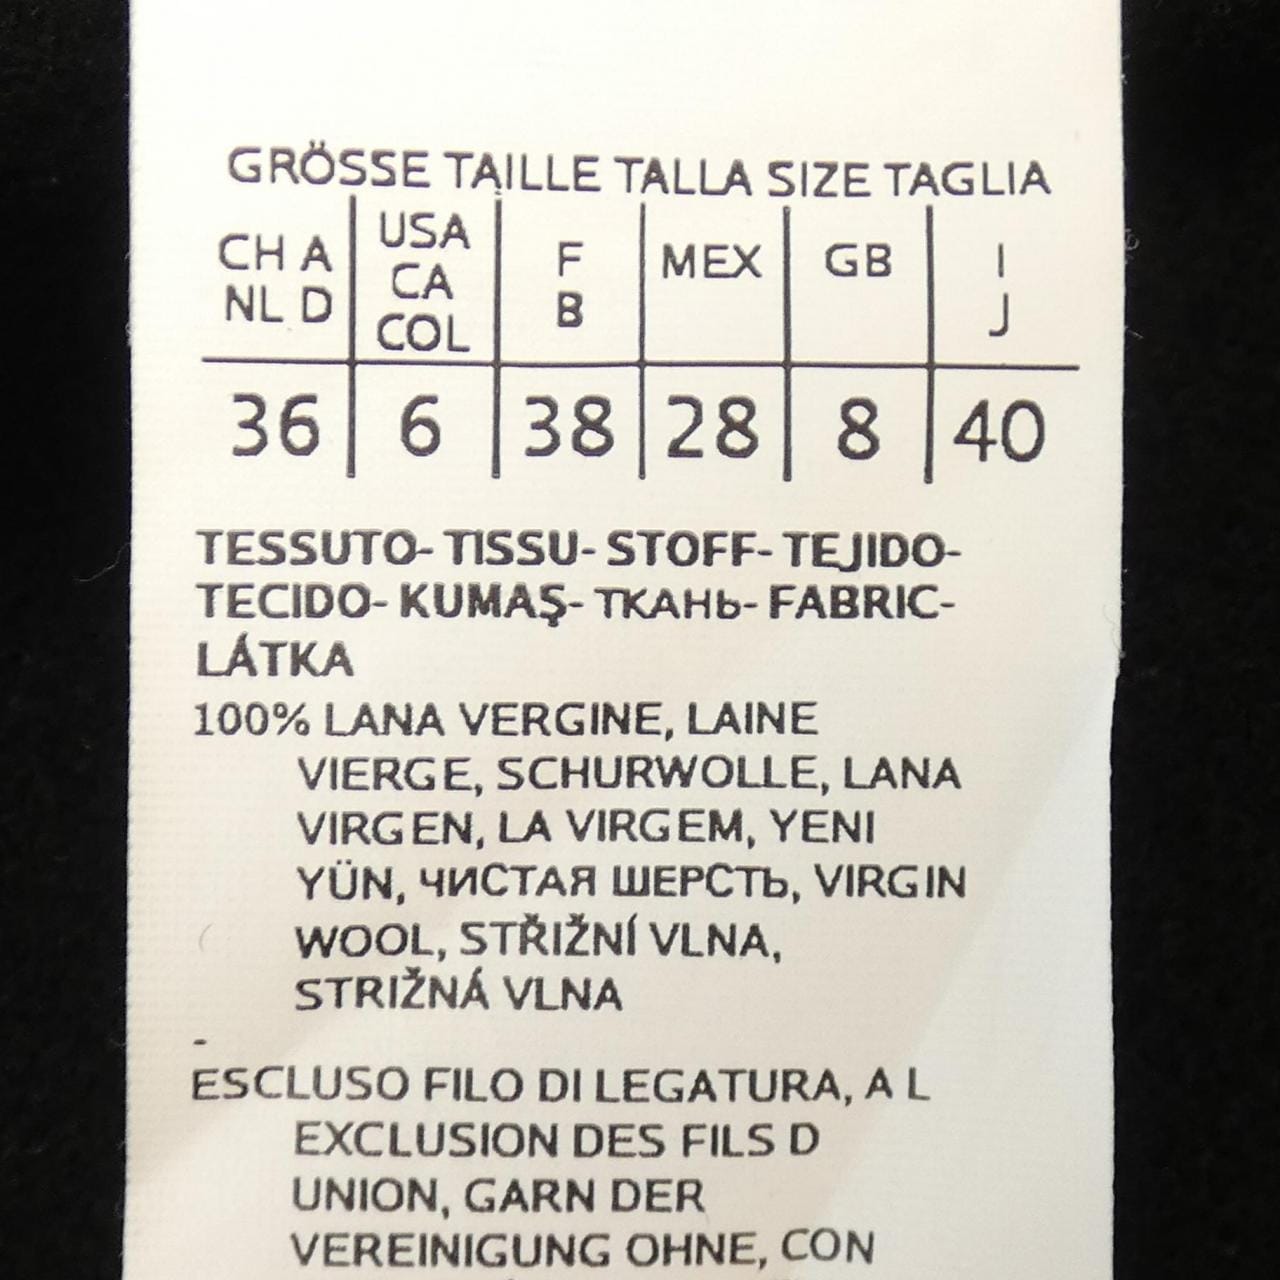 GRÖSSE TAILLE TALLA SIZE TAGLIA
CH A NL D USA CA COL F B MEX GB I J
36 6 38 28 8 40
TESSUTO- TISSU- STOFF- TEJIDO-
TECIDO- KUMAŞ- ТКАНЬ- FABRIC-
LÁTKA
100% LANA VERGINE, LAINE
VIERGE, SCHURWOLLE, LANA
VIRGEN, LA VIRGEM, YENI
YÜN, ЧИСТАЯ ШЕРСТЬ, VIRGIN
WOOL, STŘIŽNÍ VLNA,
STRIŽNÁ VLNA
-
ESCLUSO FILO DI LEGATURA, A L
EXCLUSION DES FILS D
UNION, GARN DER
VEREINIGUNG OHNE, CON